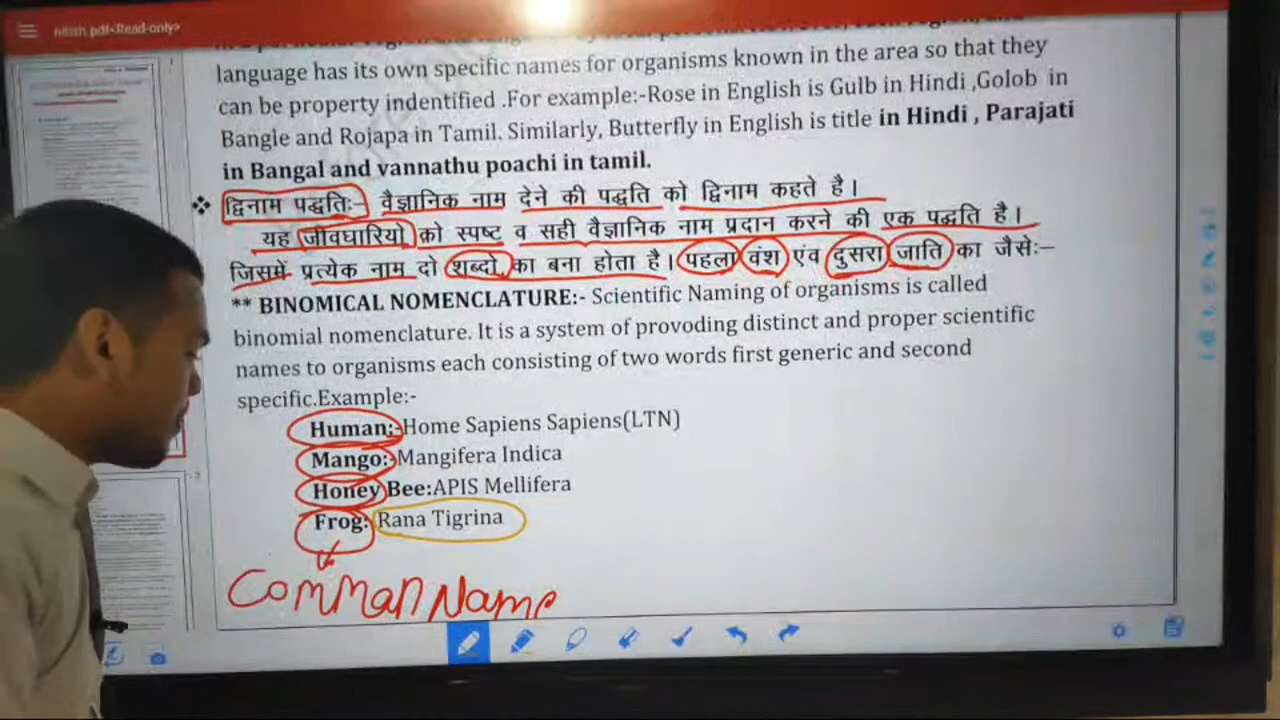 nitish.pdf<Read-only>
language has its own specific names for organisms known in the area so that they
can be property indentified .For example:-Rose in English is Gulb in Hindi ,Golob in
Bangle and Rojapa in Tamil. Similarly, Butterfly in English is title in Hindi , Parajati
in Bangal and vannathu poachi in tamil.
❖ द्विनाम पद्धतिः- वैज्ञानिक नाम देने की पद्धति को द्विनाम कहते है।
यह जीवधारियो को स्पष्ट व सही वैज्ञानिक नाम प्रदान करने की एक पद्धति है।
जिसमें प्रत्येक नाम दो शब्दो का बना होता है। पहला वंश एंव दुसरा जाति का जैसेः–
** BINOMICAL NOMENCLATURE:- Scientific Naming of organisms is called
binomial nomenclature. It is a system of provoding distinct and proper scientific
names to organisms each consisting of two words first generic and second
specific.Example:-
Human:-Home Sapiens Sapiens(LTN)
Mango:-Mangifera Indica
Honey Bee:APIS Mellifera
Frog: Rana Tigrina
Comman Name